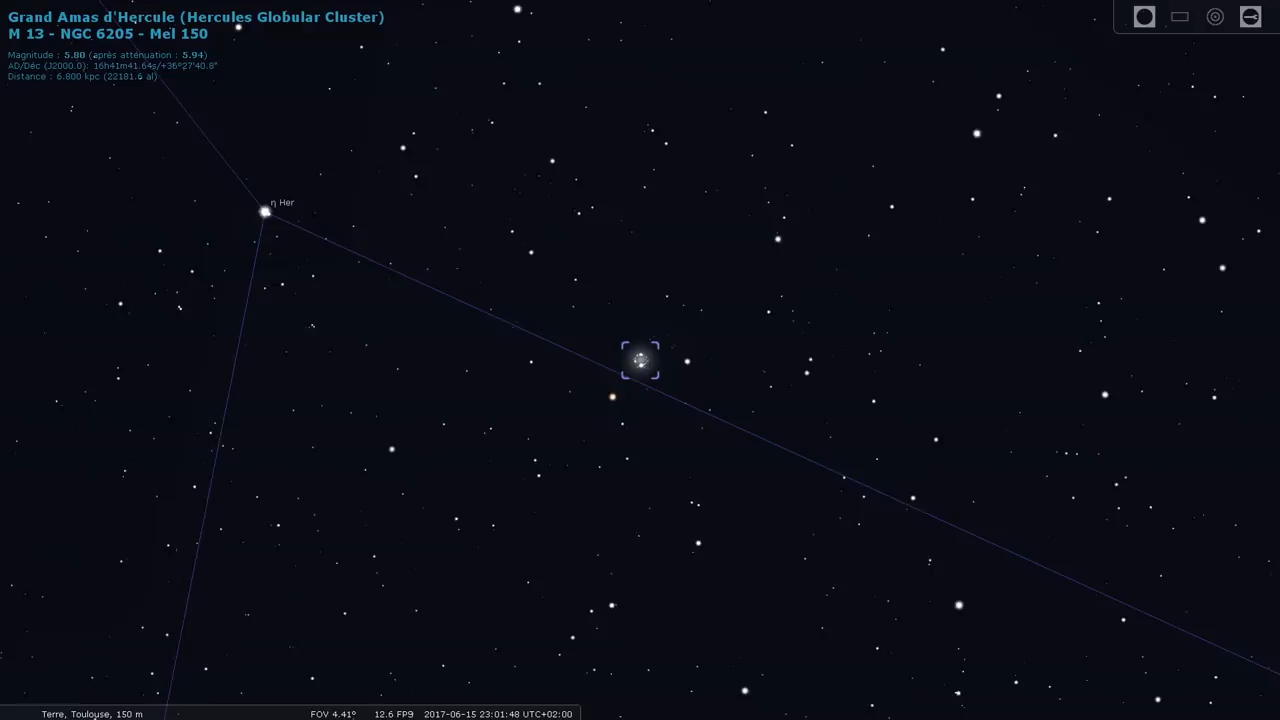 Grand Amas d'Hercule (Hercules Globular Cluster)
M 13 - NGC 6205 - Mel 150
Magnitude : 5.80 (après atténuation : 5.94)
AD/Déc (J2000.0): 16h41m41.64s/+36°27'40.8"
Distance : 6.800 kpc (22181.6 al)
η Her
Terre, Toulouse, 150 m FOV 4.41° 12.6 FPS 2017-06-15 23:01:48 UTC+02:00